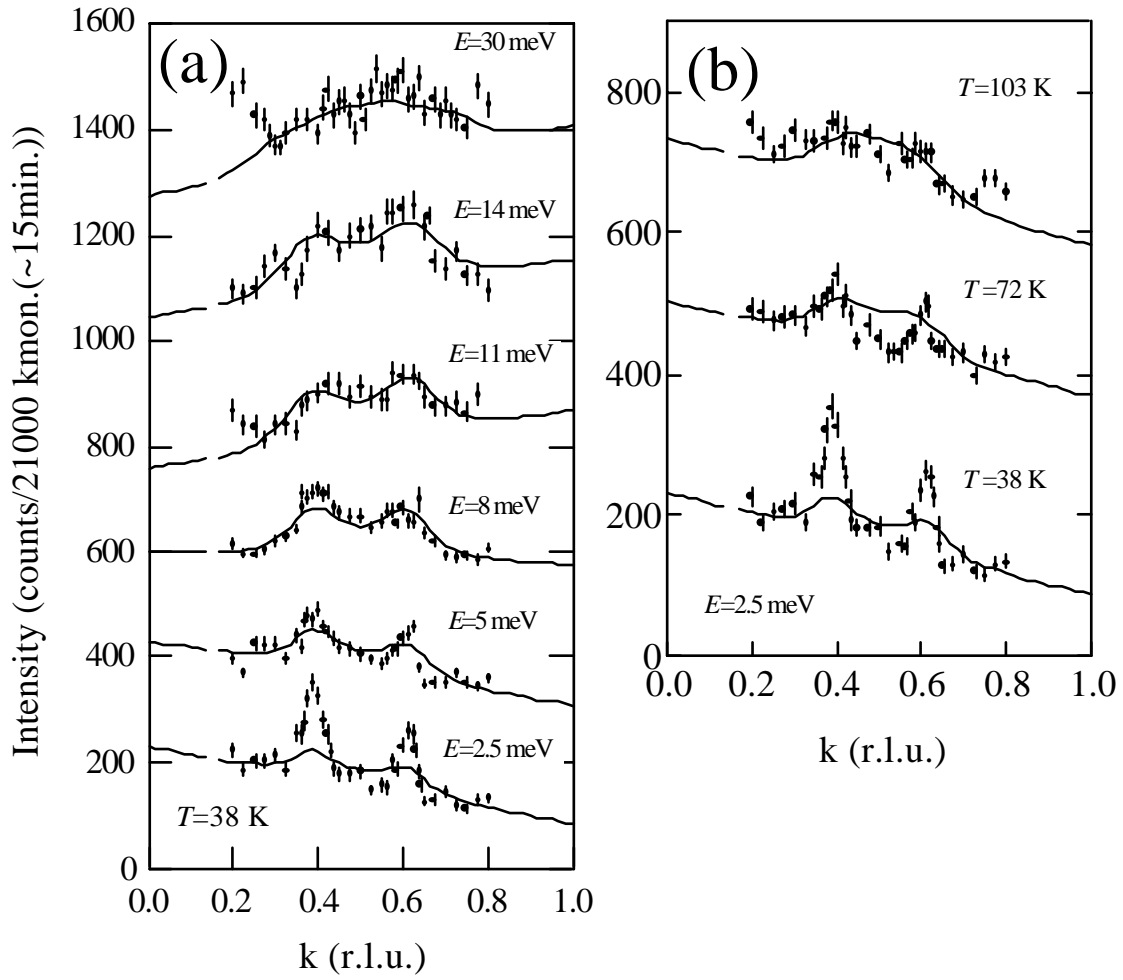 Intensity (counts/21000 kmon.(~15min.))
1600
1400
1200
1000
800
600
400
200
0
(a)
E=30 meV
E=14 meV
E=11 meV
E=8 meV
E=5 meV
E=2.5 meV
T=38 K
0.0 0.2 0.4 0.6 0.8 1.0
k (r.l.u.)
800
600
400
200
0
(b)
T=103 K
T=72 K
T=38 K
E=2.5 meV
0.0 0.2 0.4 0.6 0.8 1.0
k (r.l.u.)